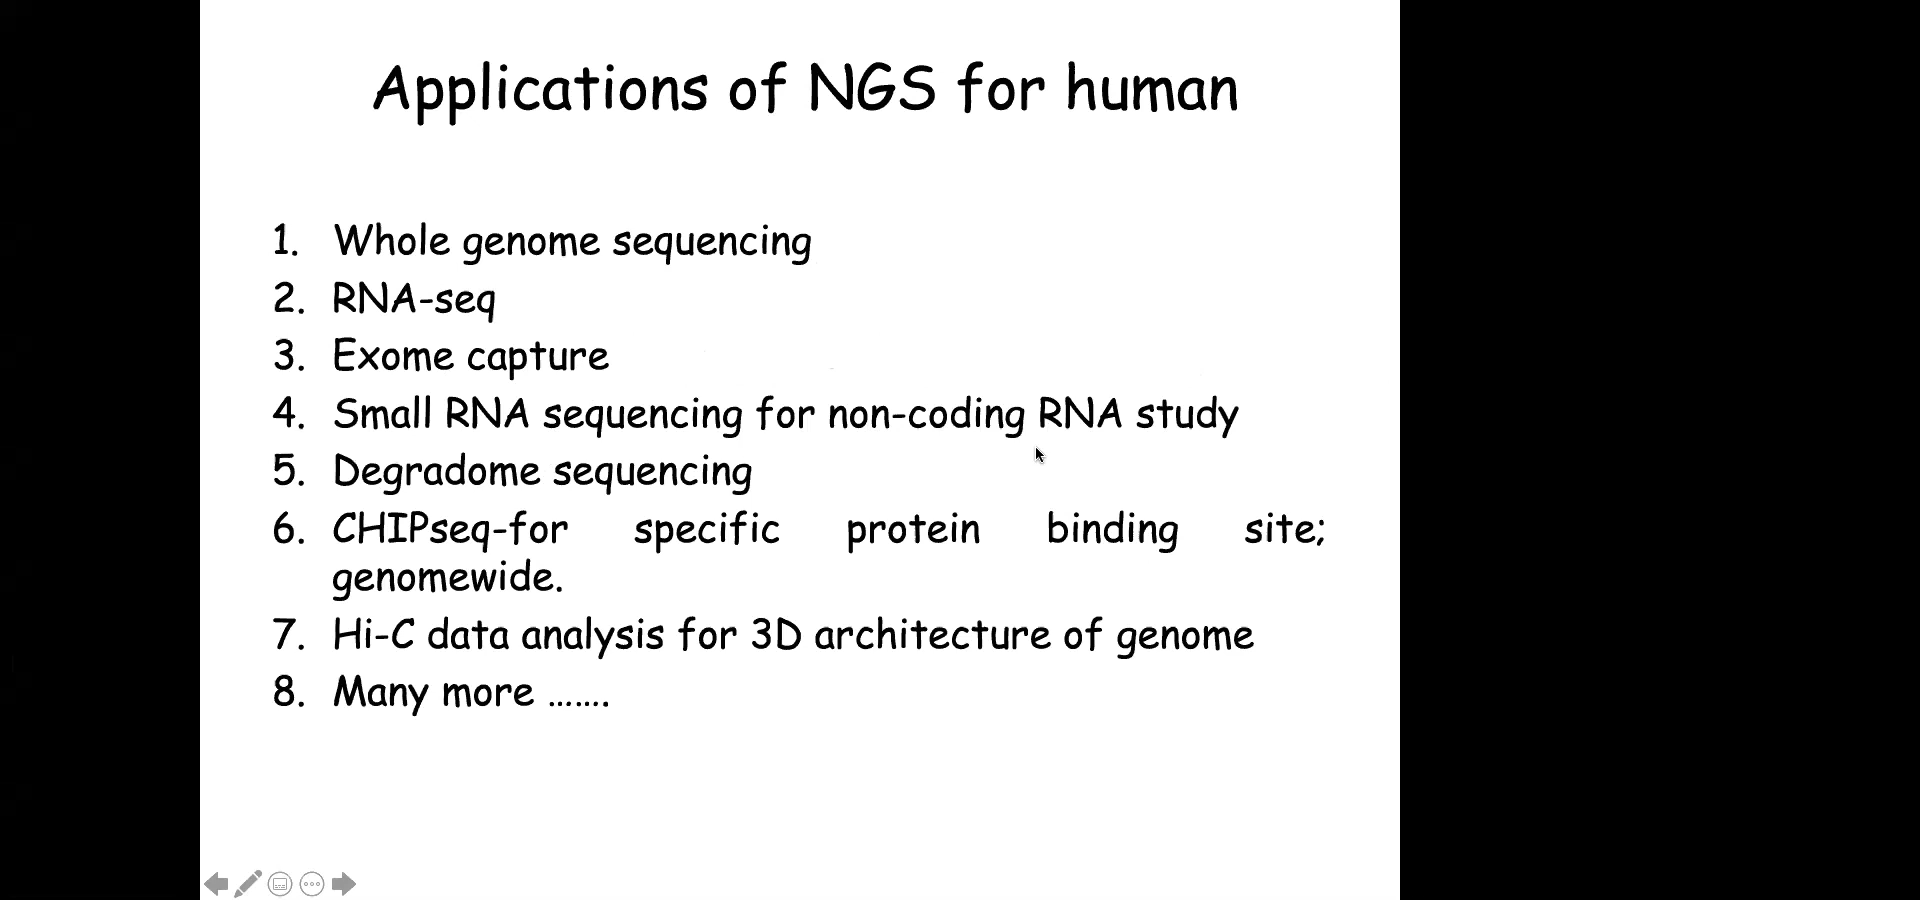 Applications of NGS for human
1. Whole genome sequencing
2. RNA-seq
3. Exome capture
4. Small RNA sequencing for non-coding RNA study
5. Degradome sequencing
6. CHIPseq-for specific protein binding site;
genomewide.
7. Hi-C data analysis for 3D architecture of genome
8. Many more .......